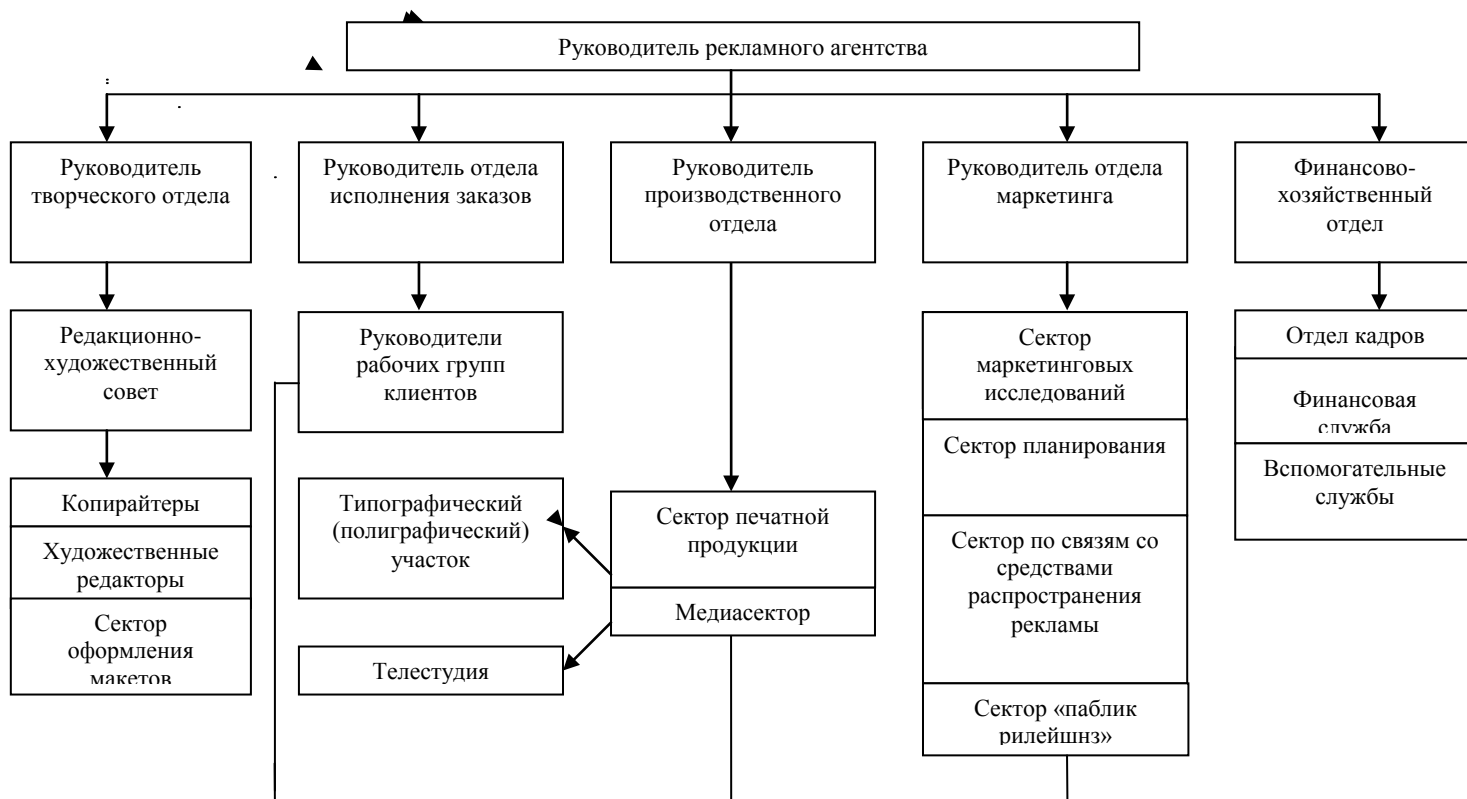 Руководитель рекламного агентства
Руководитель
творческого отдела
Руководитель отдела
исполнения заказов
Руководитель
производственного
отдела
Руководитель отдела
маркетинга
Финансово-
хозяйственный
отдел
Редакционно-
художественный
совет
Руководители
рабочих групп
клиентов
Сектор
маркетинговых
исследований
Отдел кадров
Финансовая
служба
Сектор планирования
Вспомогательные
службы
Копирайтеры
Художественные
редакторы
Сектор
оформления
макетов
Типографический
(полиграфический)
участок
Сектор печатной
продукции
Медиасектор
Телестудия
Сектор по связям со
средствами
распространения
рекламы
Сектор «паблик
рилейшнз»